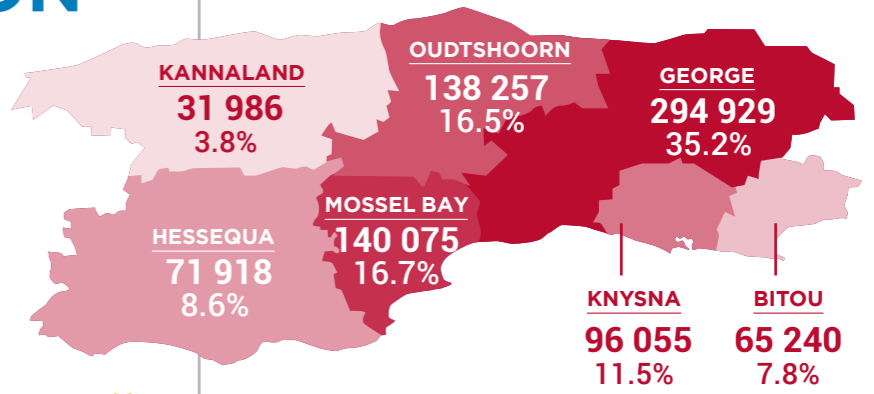 KANNALAND
31 986
3.8%
OUDTSHOORN
138 257
16.5%
GEORGE
294 929
35.2%
HESSEQUA
71 918
8.6%
MOSSEL BAY
140 075
16.7%
KNYSNA
96 055
11.5%
BITOU
65 240
7.8%